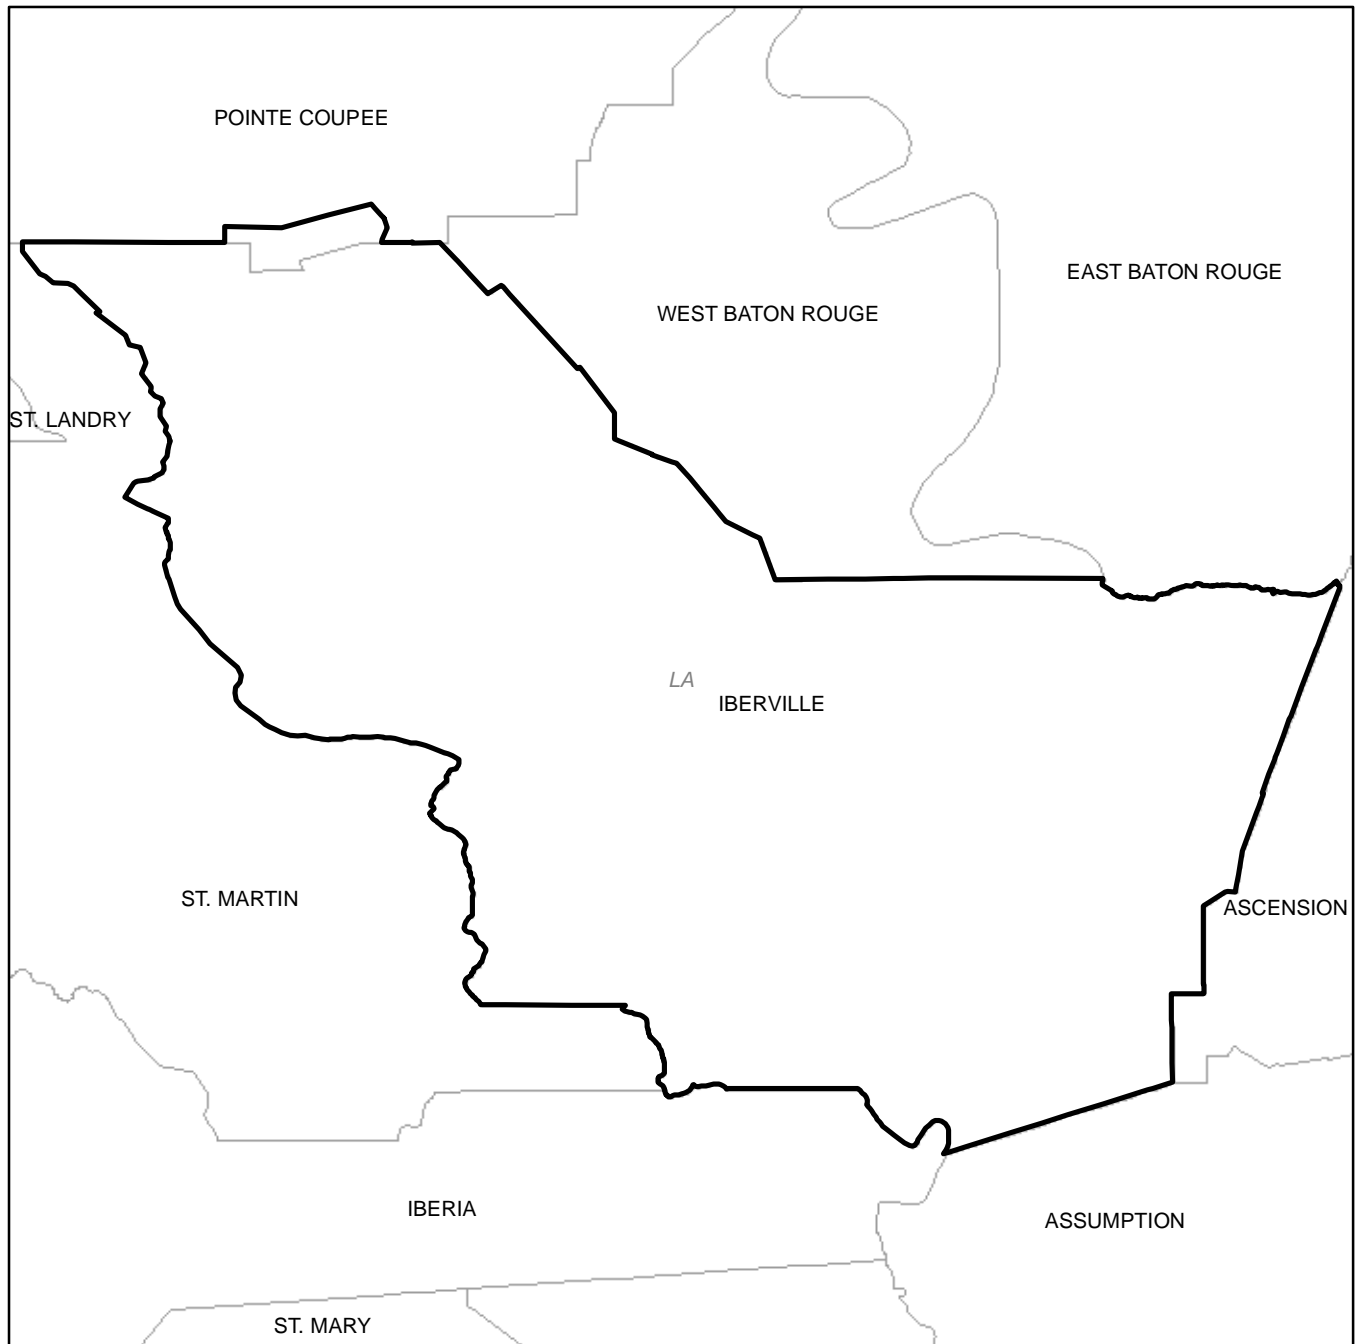 POINTE COUPEE
EAST BATON ROUGE
WEST BATON ROUGE
ST. LANDRY
LA
IBERVILLE
ST. MARTIN
ASCENSION
IBERIA
ASSUMPTION
ST. MARY